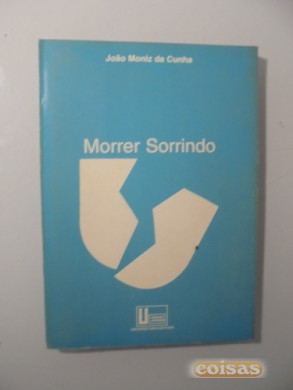 João Moniz da Cunha
Morrer Sorrindo
U
coisas